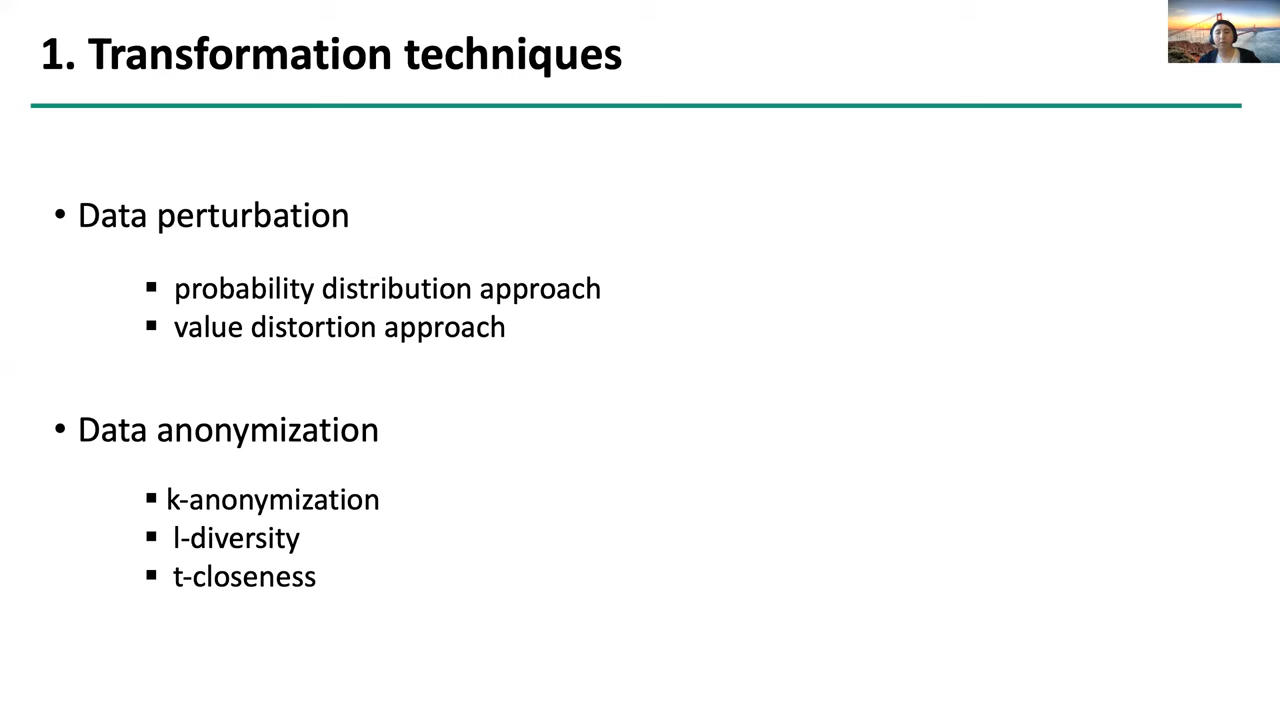 1. Transformation techniques
• Data perturbation
▪ probability distribution approach
▪ value distortion approach
• Data anonymization
▪ k-anonymization
▪ l-diversity
▪ t-closeness